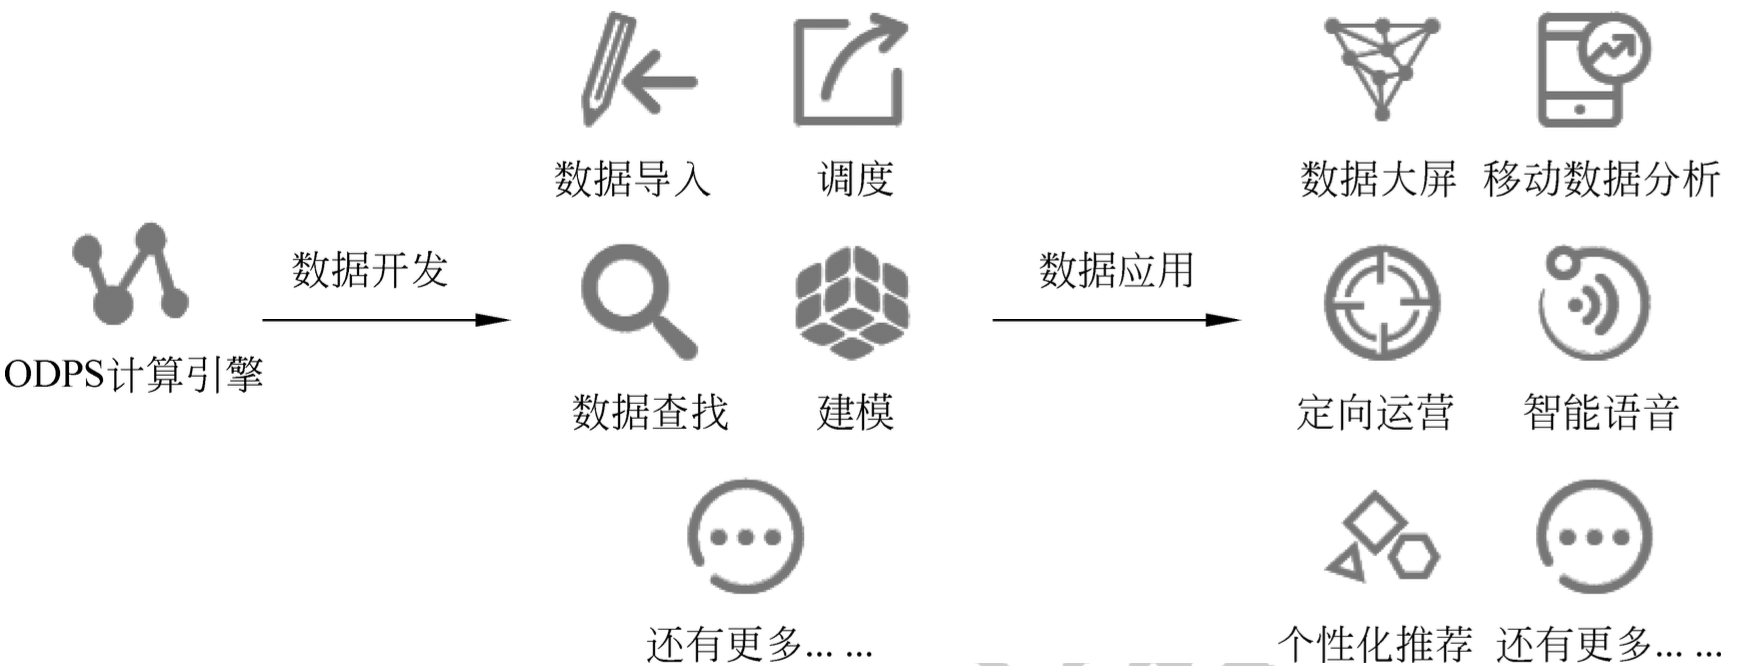 数据导入 调度
数据大屏 移动数据分析
数据开发
数据应用
ODPS计算引擎
数据查找 建模
定向运营 智能语音
还有更多... ...
个性化推荐 还有更多... ...